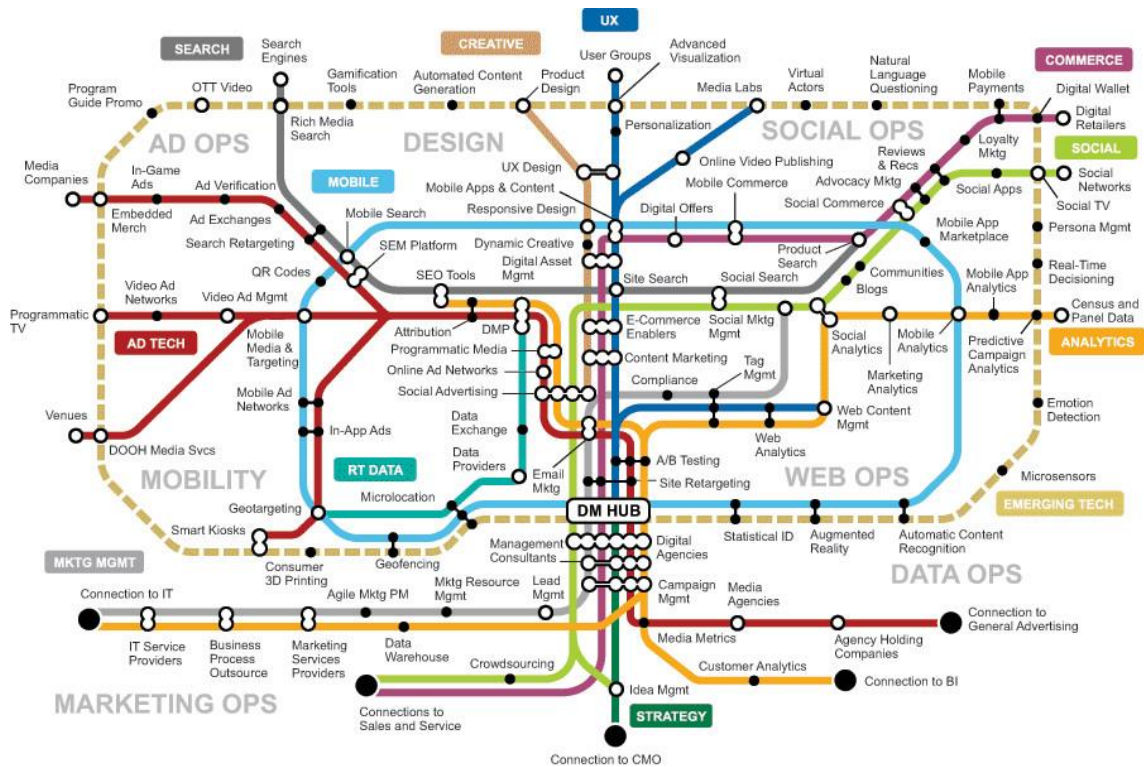 UX
SEARCH
Search
Engines
CREATIVE
User Groups
Advanced
Visualization
COMMERCE
Program
Guide Promo
OTT Video
Gamification
Tools
Automated Content
Generation
Product
Design
Media Labs
Virtual
Actors
Natural
Language
Questioning
Mobile
Payments
Digital Wallet
Rich Media
Search
AD OPS
DESIGN
Personalization
SOCIAL OPS
Digital
Retailers
Loyalty
Mktg
SOCIAL
Media
Companies
In-Game
Ads
Ad Verification
MOBILE
UX Design
Online Video Publishing
Reviews
& Recs
Advocacy Mktg
Social Apps
Social
Networks
Social TV
Embedded
Merch
Ad Exchanges
Search Retargeting
Mobile Search
Mobile Apps & Content
Responsive Design
Mobile Commerce
Digital Offers
Social Commerce
Mobile App
Marketplace
Persona Mgmt
SEM Platform
Dynamic Creative
Digital Asset
Mgmt
Product
Search
QR Codes
SEO Tools
Site Search
Social Search
Communities
Blogs
Mobile App
Analytics
Real-Time
Decisioning
Video Ad
Networks
Video Ad Mgmt
Programmatic
TV
AD TECH
Mobile
Media &
Targeting
Attribution
DMP
E-Commerce
Enablers
Social Mktg
Mgmt
Social
Analytics
Mobile
Analytics
Census and
Panel Data
ANALYTICS
Programmatic Media
Online Ad Networks
Social Advertising
Content Marketing
Tag
Mgmt
Compliance
Marketing
Analytics
Predictive
Campaign
Analytics
Mobile Ad
Networks
Venues
DOOH Media Svcs
In-App Ads
Data
Exchange
Web Content
Mgmt
Web
Analytics
Emotion
Detection
MOBILITY
RT DATA
Data
Providers
Email
Mktg
A/B Testing
Site Retargeting
WEB OPS
Microsensors
Microlocation
Geotargeting
DM HUB
EMERGING TECH
Smart Kiosks
Consumer
3D Printing
Geofencing
Management
Consultants
Digital
Agencies
Statistical ID
Augmented
Reality
Automatic Content
Recognition
DATA OPS
MKTG MGMT
Connection to IT
Agile Mktg PM
Mktg Resource
Mgmt
Lead
Mgmt
Campaign
Mgmt
Media
Agencies
Connection to
General Advertising
IT Service
Providers
Business
Process
Outsource
Marketing
Services
Providers
Data
Warehouse
Media Metrics
Agency Holding
Companies
Crowdsourcing
Customer Analytics
Connection to BI
MARKETING OPS
Connections to
Sales and Service
Idea Mgmt
STRATEGY
Connection to CMO